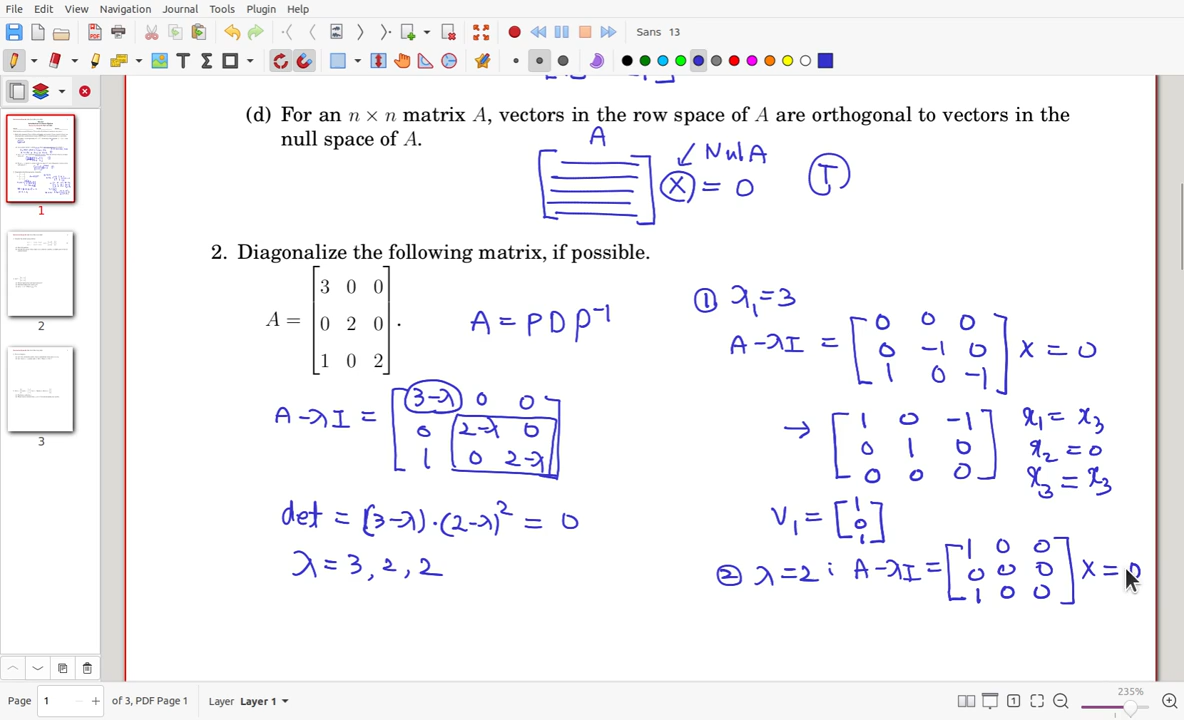 File Edit View Navigation Journal Tools Plugin Help
Sans 13
(d) For an n × n matrix A, vectors in the row space of A are orthogonal to vectors in the
null space of A.
A
Nul A
x = 0
T
2. Diagonalize the following matrix, if possible.
A = [3 0 0
0 2 0
1 0 2].
A = PDP⁻¹
A-λI = [3-λ 0 0
0 2-λ 0
1 0 2-λ]
det = (3-λ)·(2-λ)² = 0
λ = 3, 2, 2
① λ₁=3
A-λI = [0 0 0
0 -1 0
1 0 -1] x = 0
→ [1 0 -1
0 1 0
0 0 0]
x₁ = x₃
x₂ = 0
x₃ = x₃
V₁ = [1
0
1]
② λ=2: A-λI = [1 0 0
0 0 0
1 0 0] x = 0
1
2
3
Page 1 of 3, PDF Page 1 Layer Layer 1
235%